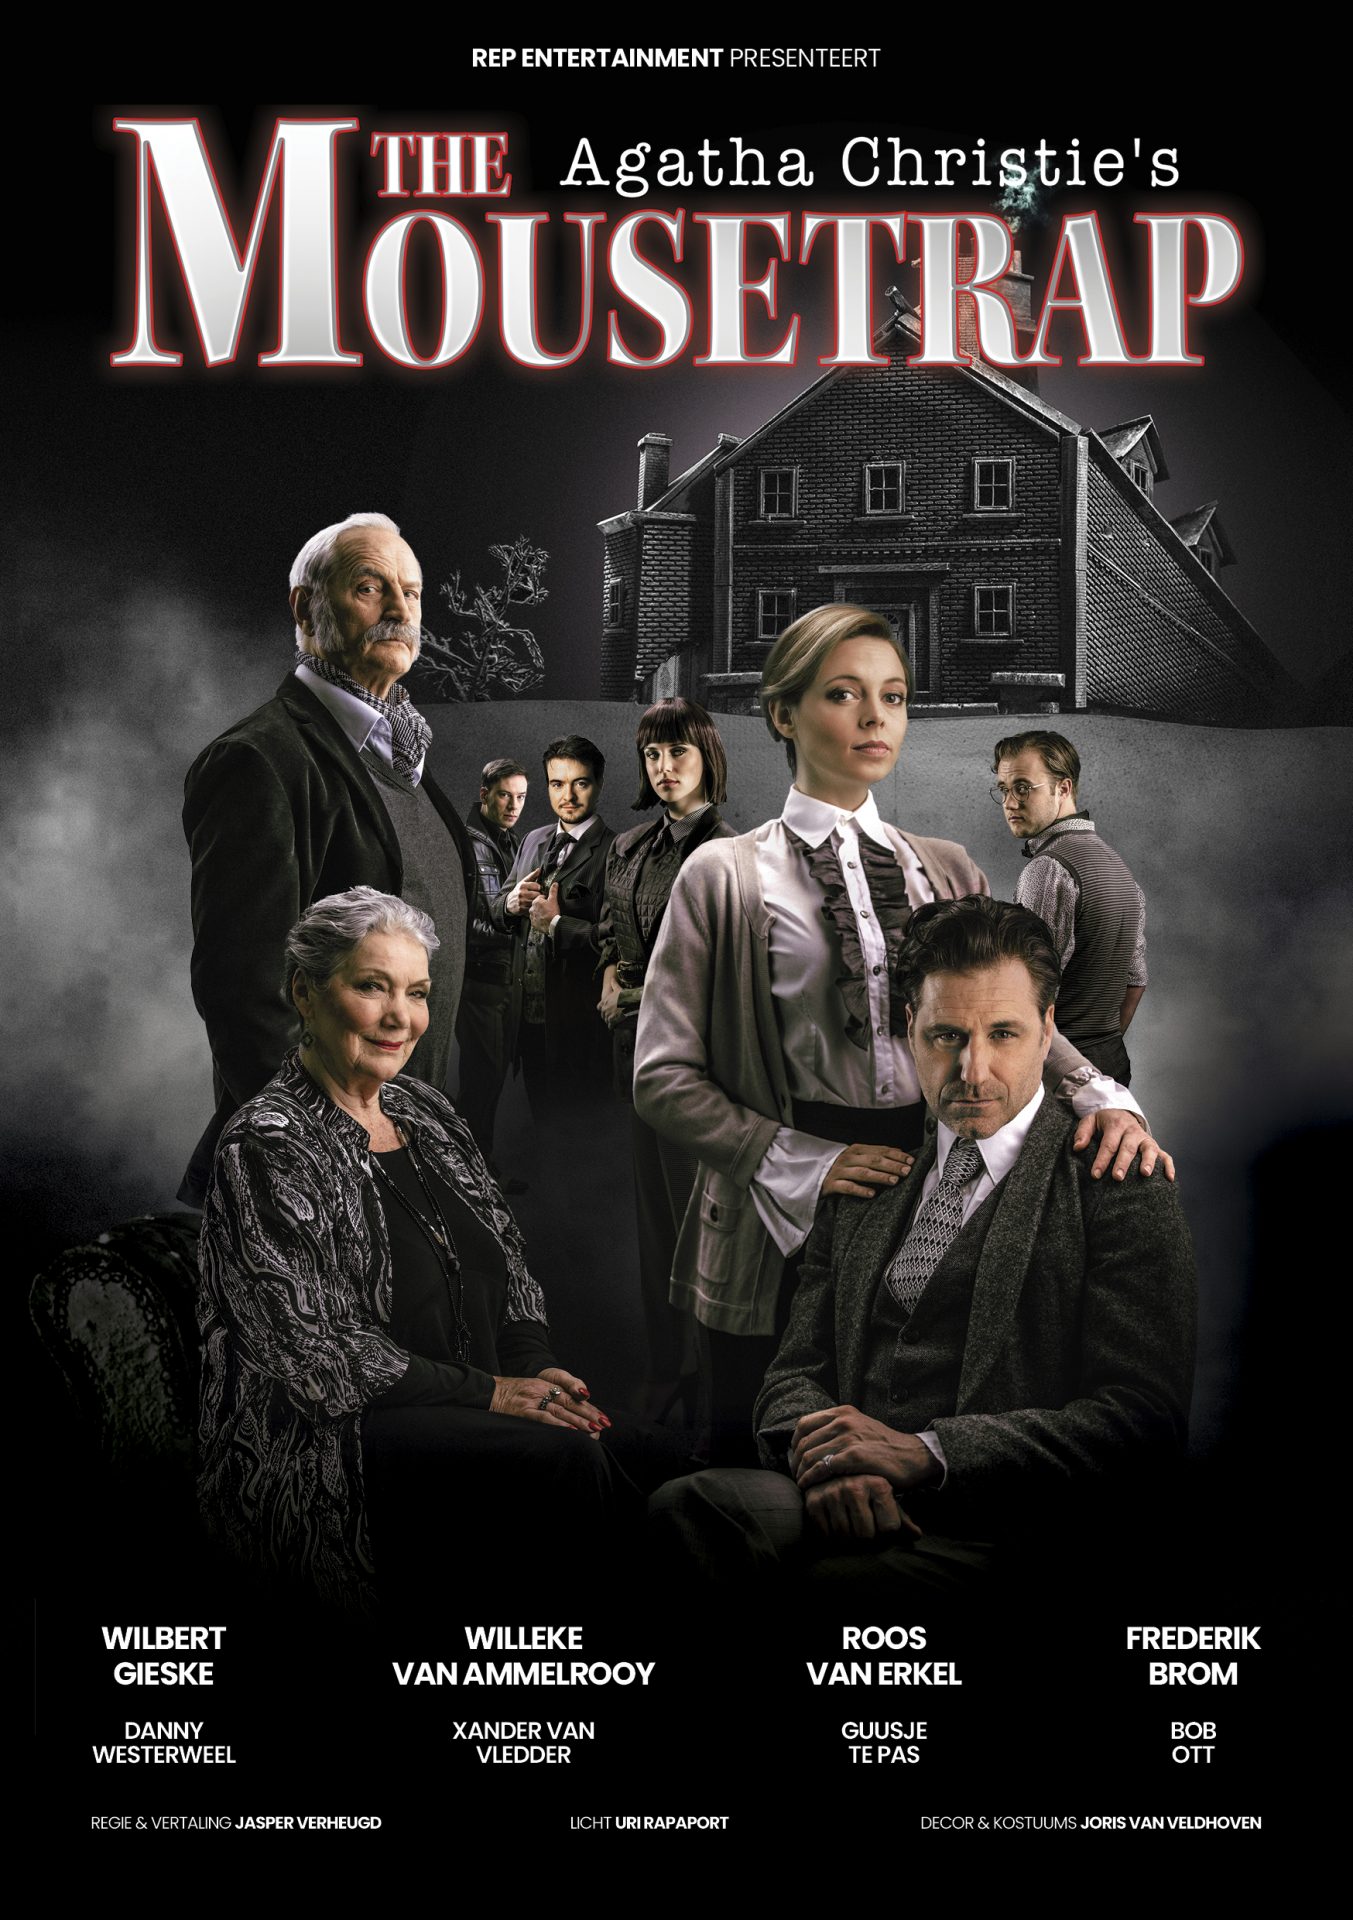 REP ENTERTAINMENT PRESENTEERT
Agatha Christie's
THE
MOUSETRAP
WILBERT
GIESKE
WILLEKE
VAN AMMELROOY
ROOS
VAN ERKEL
FREDERIK
BROM
DANNY
WESTERWEEL
XANDER VAN
VLEDDER
GUUSJE
TE PAS
BOB
OTT
REGIE & VERTALING JASPER VERHEUGD
LICHT URI RAPAPORT
DECOR & KOSTUUMS JORIS VAN VELDHOVEN